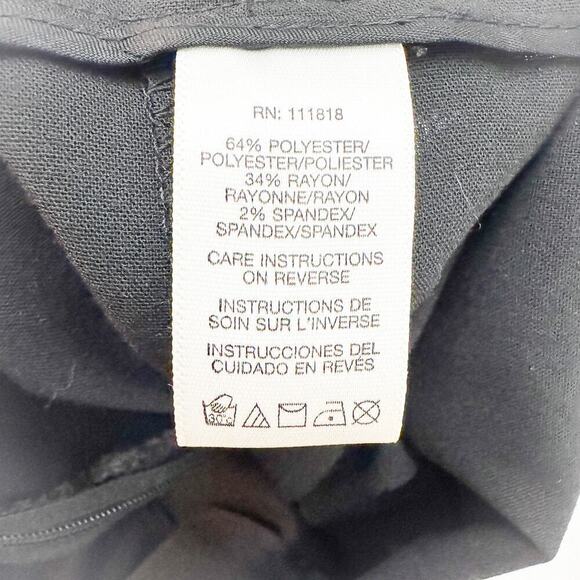 RN: 111818
64% POLYESTER/
POLYESTER/POLIESTER
34% RAYON/
RAYONNE/RAYON
2% SPANDEX/
SPANDEX/SPANDEX
CARE INSTRUCTIONS
ON REVERSE
INSTRUCTIONS DE
SOIN SUR L'INVERSE
INSTRUCCIONES DEL
CUIDADO EN REVÉS
30°C